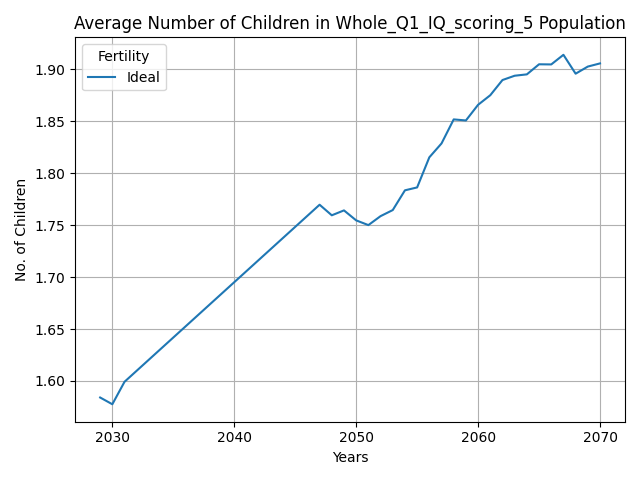 Average Number of Children in Whole_Q1_IQ_scoring_5 Population
Fertility
Ideal
No. of Children
1.90
1.85
1.80
1.75
1.70
1.65
1.60
2030 2040 2050 2060 2070
Years